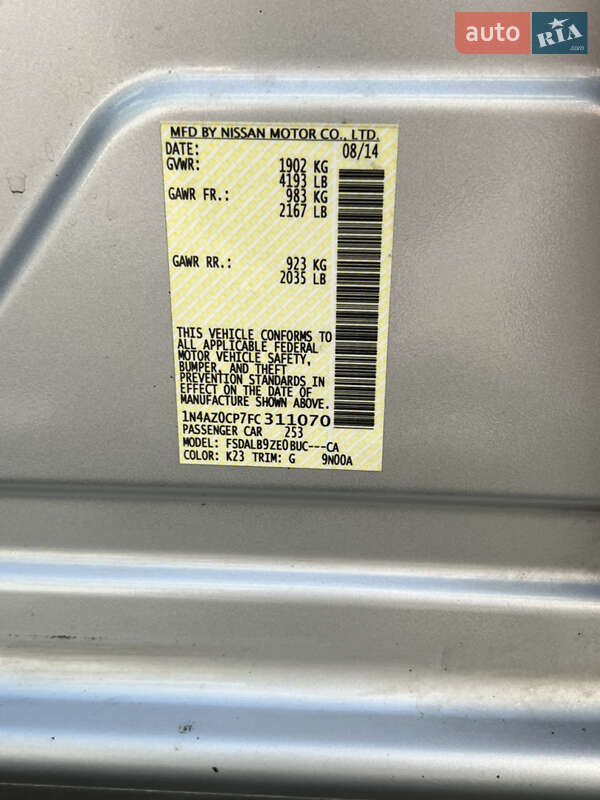 auto RIA .com
MFD BY NISSAN MOTOR CO., LTD.
DATE: 08/14
GVWR: 1902 KG
4193 LB
GAWR FR.: 983 KG
2167 LB
GAWR RR.: 923 KG
2035 LB
THIS VEHICLE CONFORMS TO
ALL APPLICABLE FEDERAL
MOTOR VEHICLE SAFETY,
BUMPER, AND THEFT
PREVENTION STANDARDS IN
EFFECT ON THE DATE OF
MANUFACTURE SHOWN ABOVE.
1N4AZ0CP7FC311070
PASSENGER CAR 253
MODEL: FSDALB9ZE0BUC---CA
COLOR: K23 TRIM: G 9N00A